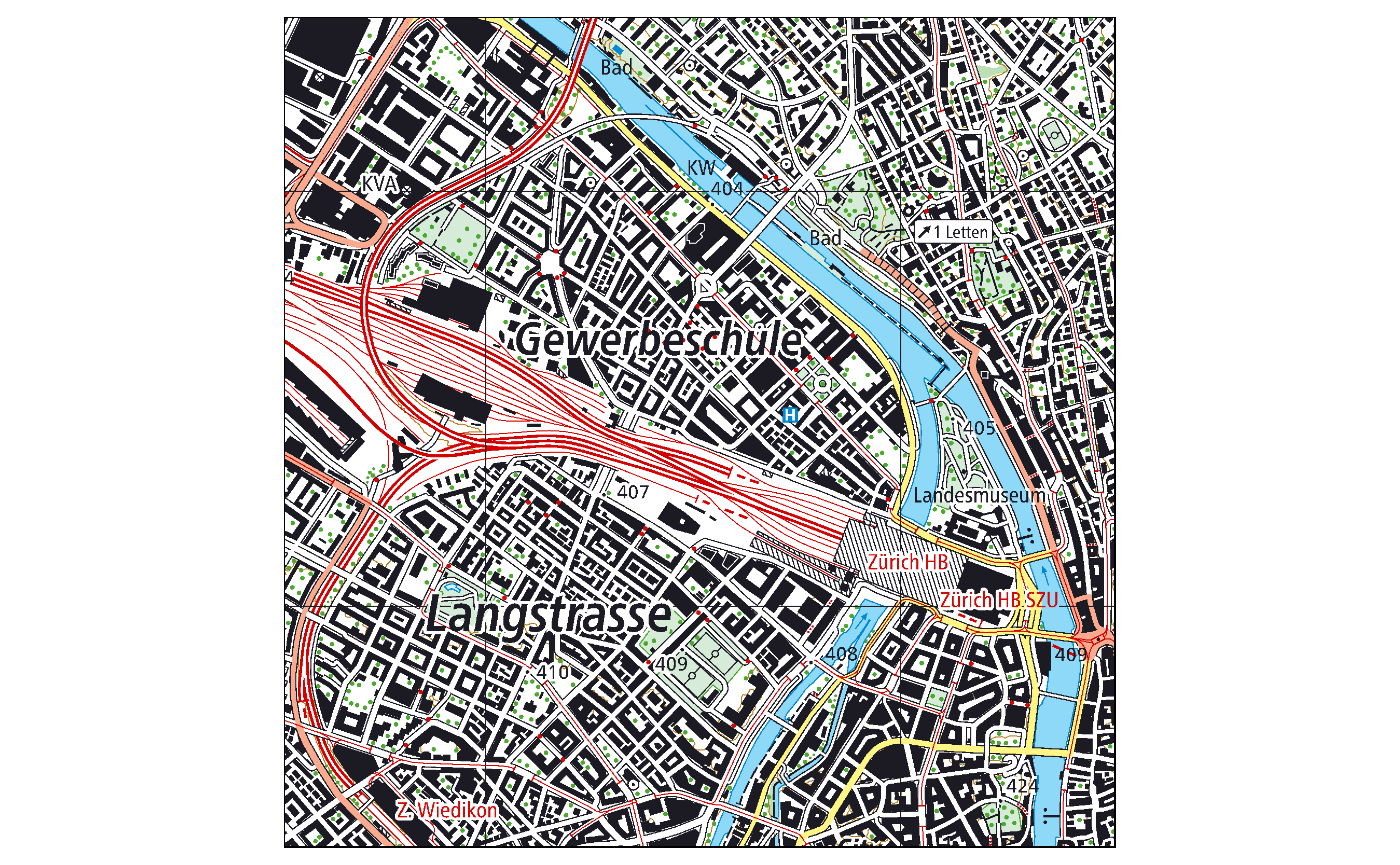 Bad
KW
404
KVA
Bad
1 Letten
Gewerbeschule
H
405
407
Landesmuseum
Zürich HB
Zürich HB SZU
Langstrasse
408
409
409
410
424
Z. Wiedikon